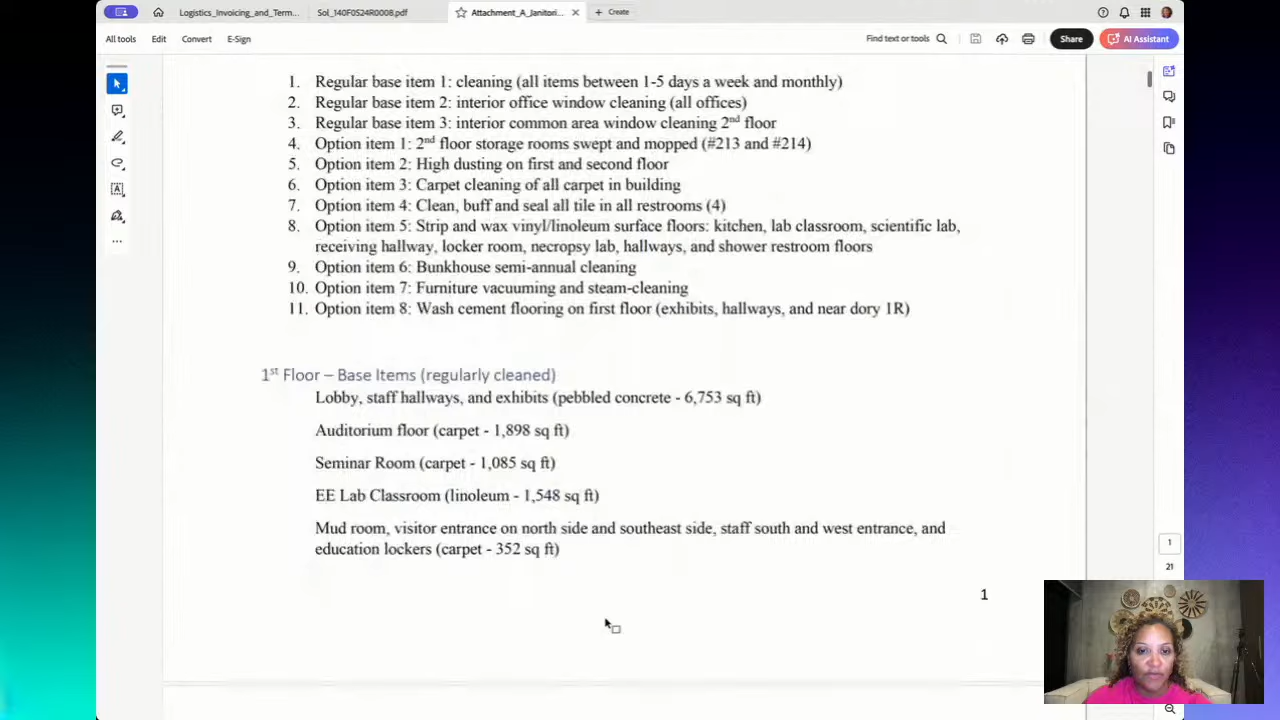 Logistics_Invoicing_and_Term...
Sol_140F0S24R0008.pdf
Attachment_A_Janitori...
Create
All tools
Edit
Convert
E-Sign
Find text or tools
Share
AI Assistant
1. Regular base item 1: cleaning (all items between 1-5 days a week and monthly)
2. Regular base item 2: interior office window cleaning (all offices)
3. Regular base item 3: interior common area window cleaning 2nd floor
4. Option item 1: 2nd floor storage rooms swept and mopped (#213 and #214)
5. Option item 2: High dusting on first and second floor
6. Option item 3: Carpet cleaning of all carpet in building
7. Option item 4: Clean, buff and seal all tile in all restrooms (4)
8. Option item 5: Strip and wax vinyl/linoleum surface floors: kitchen, lab classroom, scientific lab,
receiving hallway, locker room, necropsy lab, hallways, and shower restroom floors
9. Option item 6: Bunkhouse semi-annual cleaning
10. Option item 7: Furniture vacuuming and steam-cleaning
11. Option item 8: Wash cement flooring on first floor (exhibits, hallways, and near dory 1R)
1st Floor – Base Items (regularly cleaned)
Lobby, staff hallways, and exhibits (pebbled concrete - 6,753 sq ft)
Auditorium floor (carpet - 1,898 sq ft)
Seminar Room (carpet - 1,085 sq ft)
EE Lab Classroom (linoleum - 1,548 sq ft)
Mud room, visitor entrance on north side and southeast side, staff south and west entrance, and
education lockers (carpet - 352 sq ft)
1
1
21